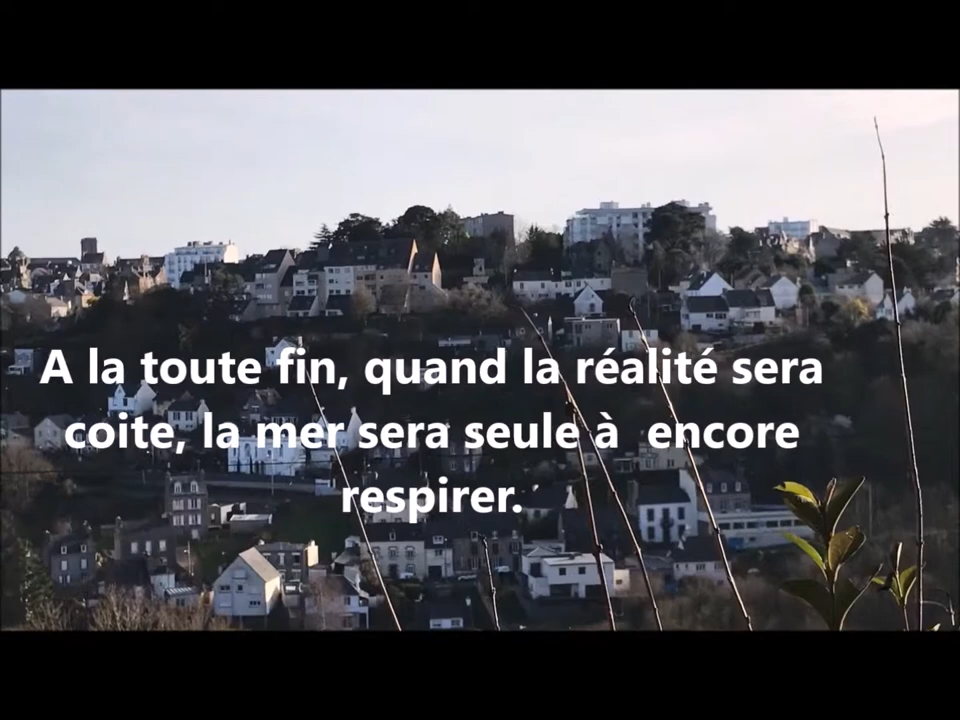 A la toute fin, quand la réalité sera
coite, la mer sera seule à  encore
respirer.